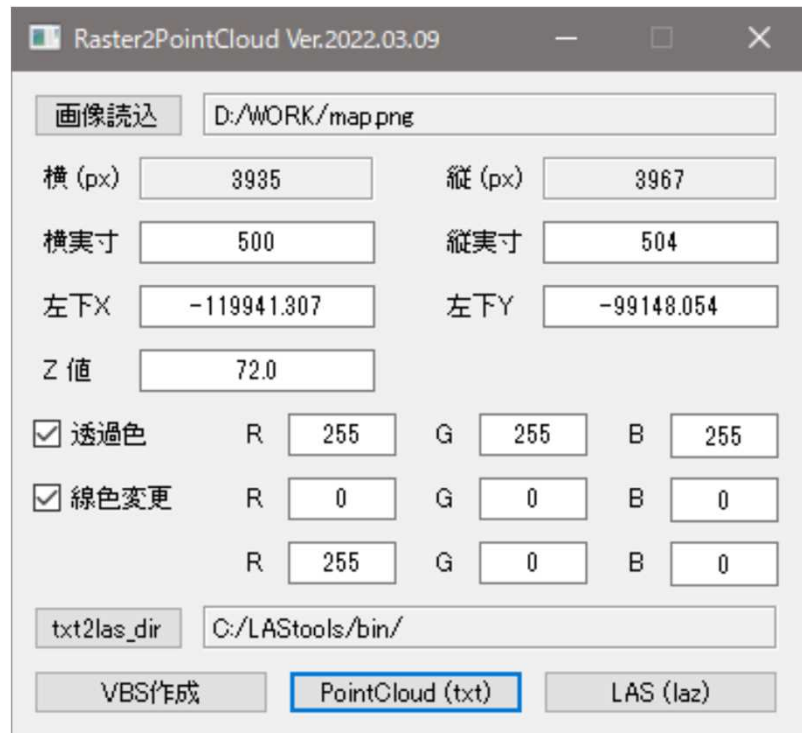 Raster2PointCloud Ver.2022.03.09
画像読込 D:/WORK/map.png
横 (px) 3935 縦 (px) 3967
横実寸 500 縦実寸 504
左下X -119941.307 左下Y -99148.054
Z 値 72.0
透過色 R 255 G 255 B 255
線色変更 R 0 G 0 B 0
R 255 G 0 B 0
txt2las_dir C:/LAStools/bin/
VBS作成 PointCloud (txt) LAS (laz)